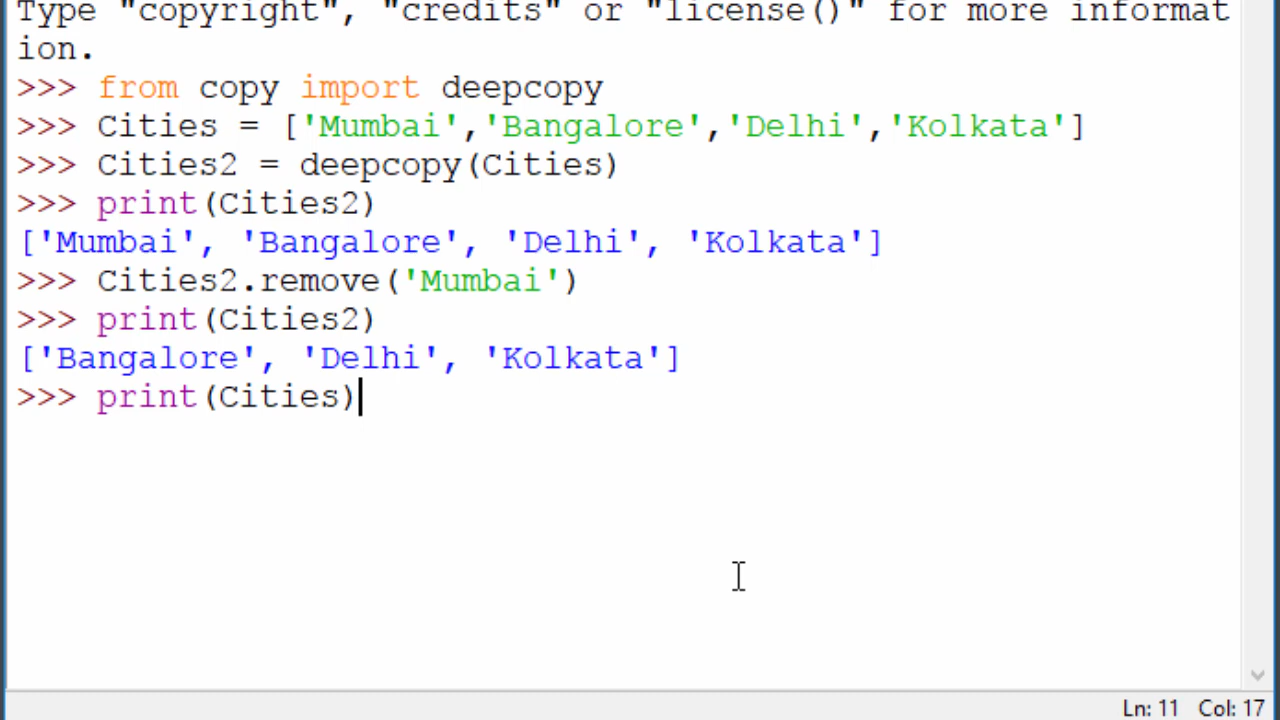 Type "copyright", "credits" or "license()" for more informat
ion.
>>> from copy import deepcopy
>>> Cities = ['Mumbai','Bangalore','Delhi','Kolkata']
>>> Cities2 = deepcopy(Cities)
>>> print(Cities2)
['Mumbai', 'Bangalore', 'Delhi', 'Kolkata']
>>> Cities2.remove('Mumbai')
>>> print(Cities2)
['Bangalore', 'Delhi', 'Kolkata']
>>> print(Cities)
Ln: 11 Col: 17